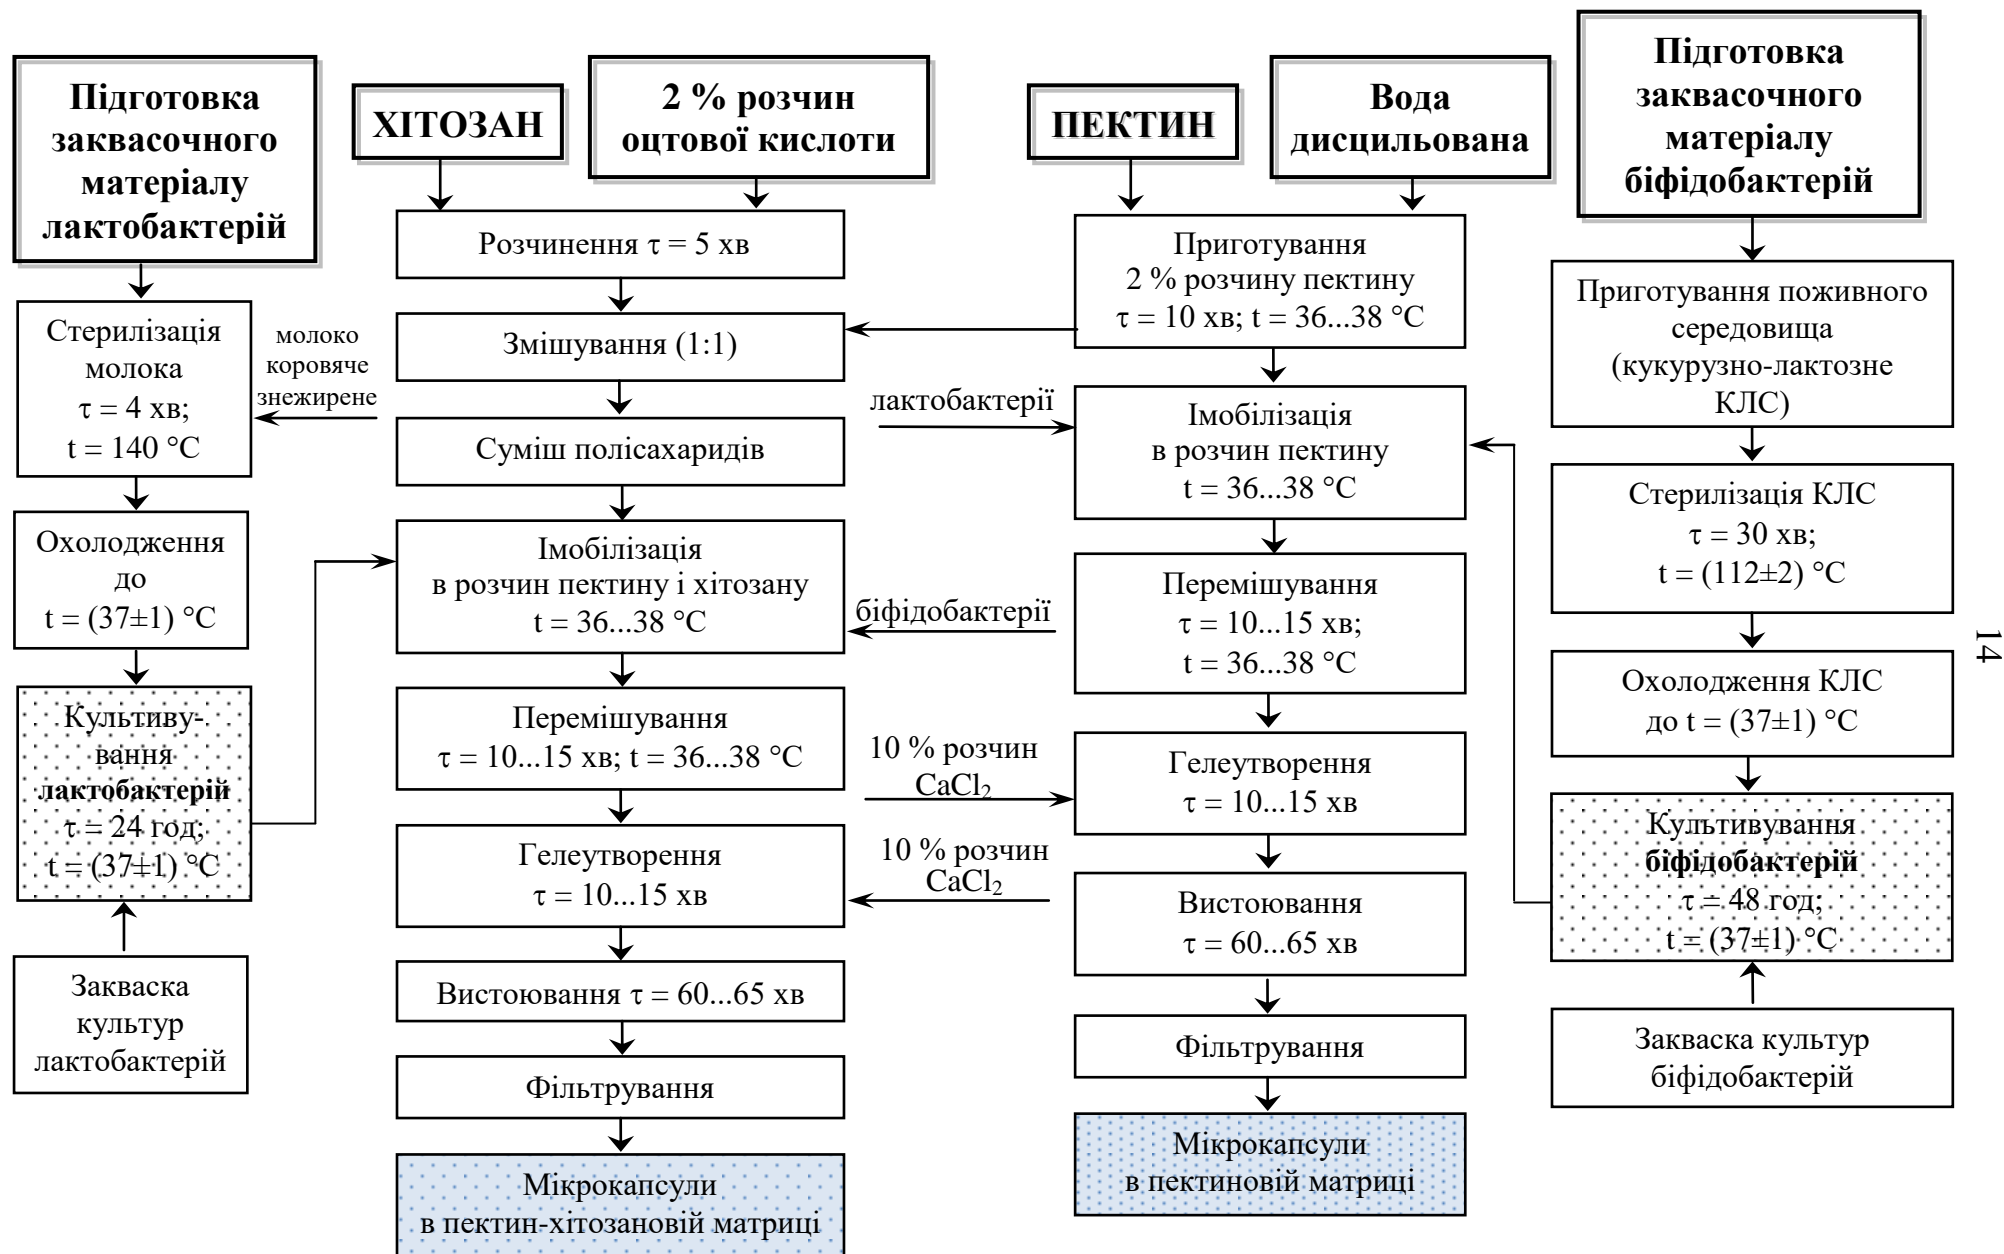 Підготовка
заквасочного
матеріалу
лактобактерій
ХІТОЗАН
2 % розчин
оцтової кислоти
ПЕКТИН
Вода
дисцильована
Підготовка
заквасочного
матеріалу
біфідобактерій
Стерилізація
молока
τ = 4 хв;
t = 140 °C
молоко
коровяче
знежирене
Охолодження
до
t = (37±1) °C
Культиву-
вання
лактобактерій
τ = 24 год;
t = (37±1) °C
Закваска
культур
лактобактерій
Розчинення τ = 5 хв
Змішування (1:1)
Суміш полісахаридів
Імобілізація
в розчин пектину і хітозану
t = 36...38 °C
Перемішування
τ = 10...15 хв; t = 36...38 °C
Гелеутворення
τ = 10...15 хв
Вистоювання τ = 60...65 хв
Фільтрування
Мікрокапсули
в пектин-хітозановій матриці
лактобактерії
біфідобактерії
10 % розчин
CaCl₂
10 % розчин
CaCl₂
Приготування
2 % розчину пектину
τ = 10 хв; t = 36...38 °C
Імобілізація
в розчин пектину
t = 36...38 °C
Перемішування
τ = 10...15 хв;
t = 36...38 °C
Гелеутворення
τ = 10...15 хв
Вистоювання
τ = 60...65 хв
Фільтрування
Мікрокапсули
в пектиновій матриці
Приготування поживного
середовища
(кукурузно-лактозне
КЛС)
Стерилізація КЛС
τ = 30 хв;
t = (112±2) °C
Охолодження КЛС
до t = (37±1) °C
Культивування
біфідобактерій
τ = 48 год;
t = (37±1) °C
Закваска культур
біфідобактерій
14